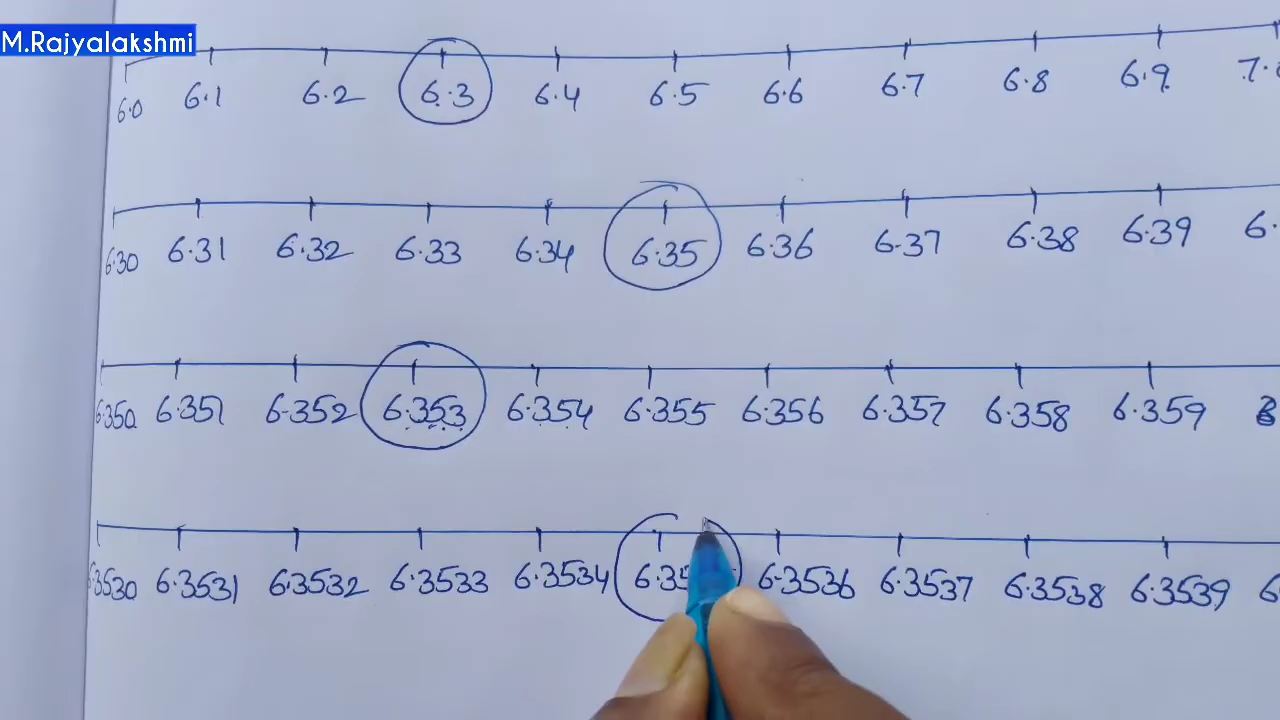 M.Rajyalakshmi
6.0 6.1 6.2 6.3 6.4 6.5 6.6 6.7 6.8 6.9
6.30 6.31 6.32 6.33 6.34 6.35 6.36 6.37 6.38 6.39
6.350 6.351 6.352 6.353 6.354 6.355 6.356 6.357 6.358 6.359
6.3531 6.3532 6.3533 6.3534 6.3536 6.3537 6.3538 6.3539